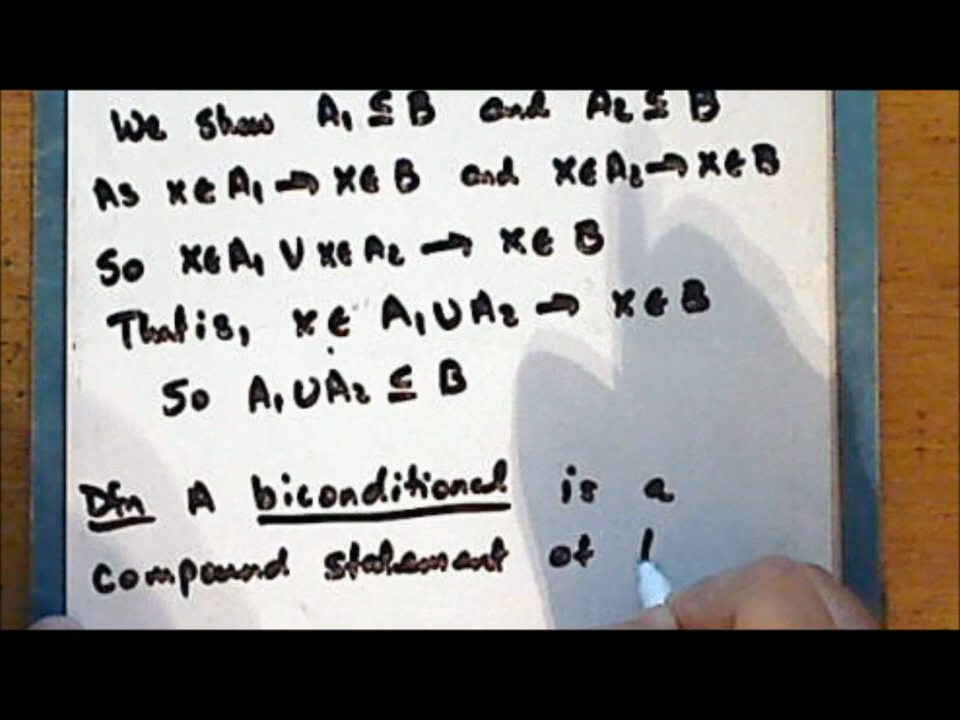 We show A₁ ⊆ B and A₂ ⊆ B
As x ∈ A₁ → x ∈ B and x ∈ A₂ → x ∈ B
So x ∈ A₁ ∨ x ∈ A₂ → x ∈ B
That is, x ∈ A₁ ∪ A₂ → x ∈ B
So A₁ ∪ A₂ ⊆ B
Dfn A biconditional is a
compound statement of